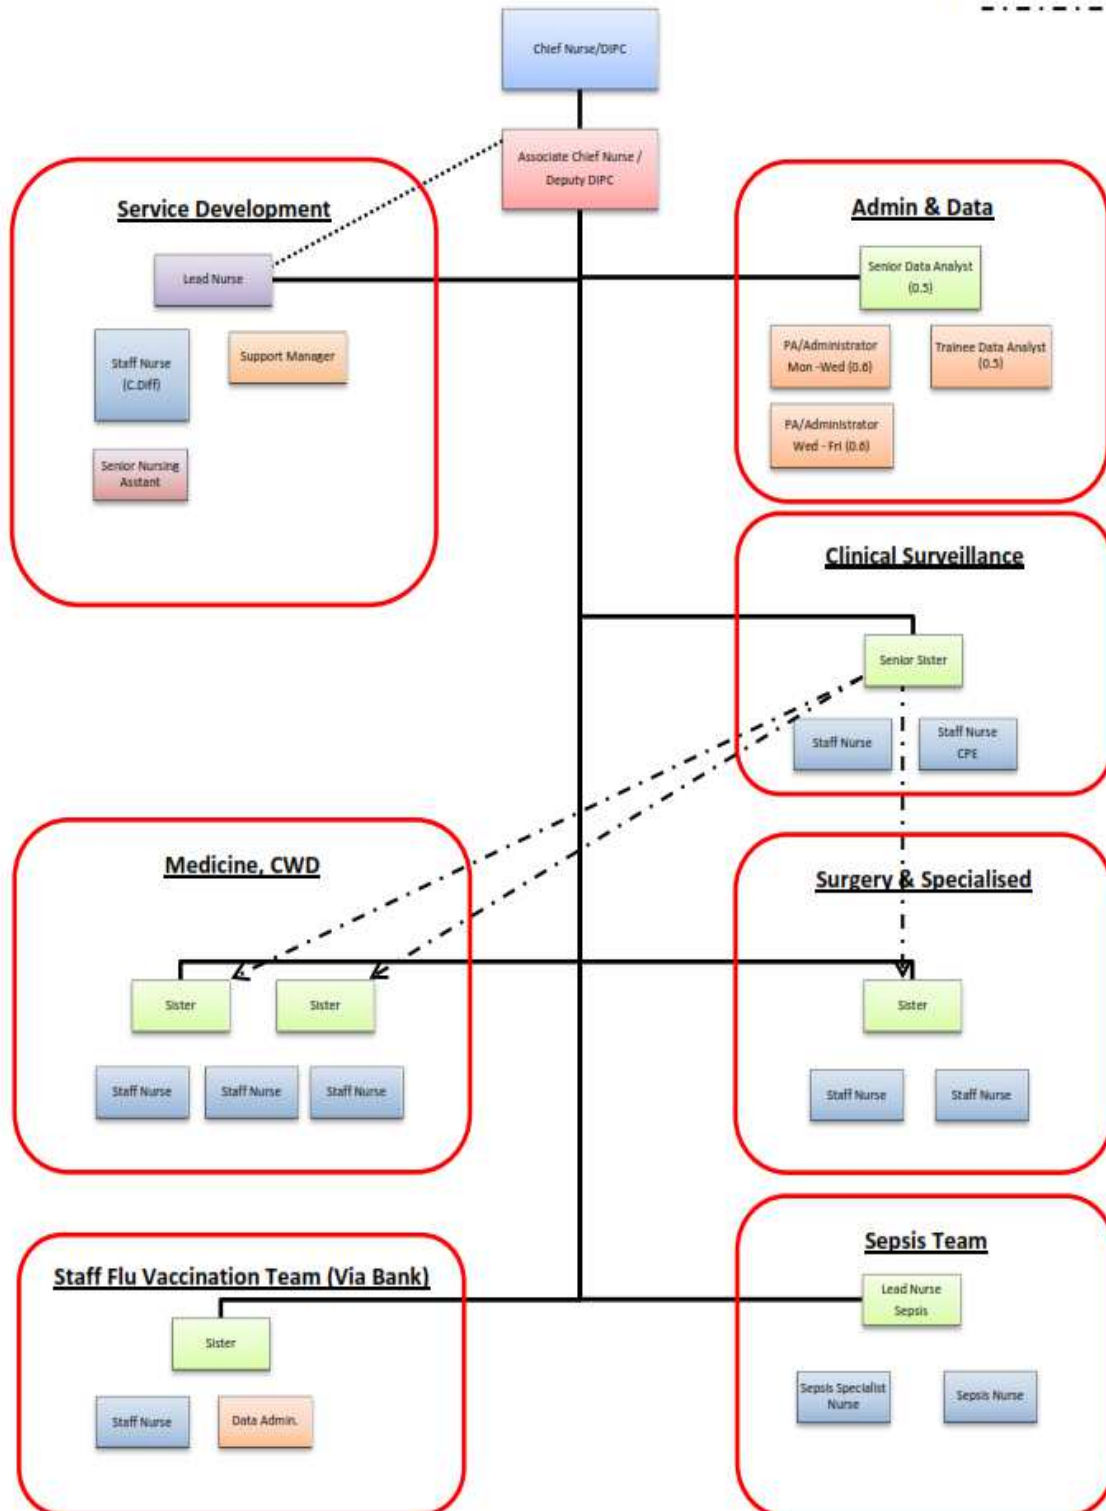 Chief Nurse/DIPC
Associate Chief Nurse /
Deputy DIPC
Service Development
Lead Nurse
Staff Nurse
(C.Diff)
Support Manager
Senior Nursing
Asstant
Admin & Data
Senior Data Analyst
(0.5)
PA/Administrator
Mon -Wed (0.6)
Trainee Data Analyst
(0.5)
PA/Administrator
Wed - Fri (0.6)
Clinical Surveillance
Senior Sister
Staff Nurse
Staff Nurse
CPE
Medicine, CWD
Sister
Sister
Staff Nurse
Staff Nurse
Staff Nurse
Surgery & Specialised
Sister
Staff Nurse
Staff Nurse
Staff Flu Vaccination Team (Via Bank)
Sister
Staff Nurse
Data Admin.
Sepsis Team
Lead Nurse
Sepsis
Sepsis Specialist
Nurse
Sepsis Nurse